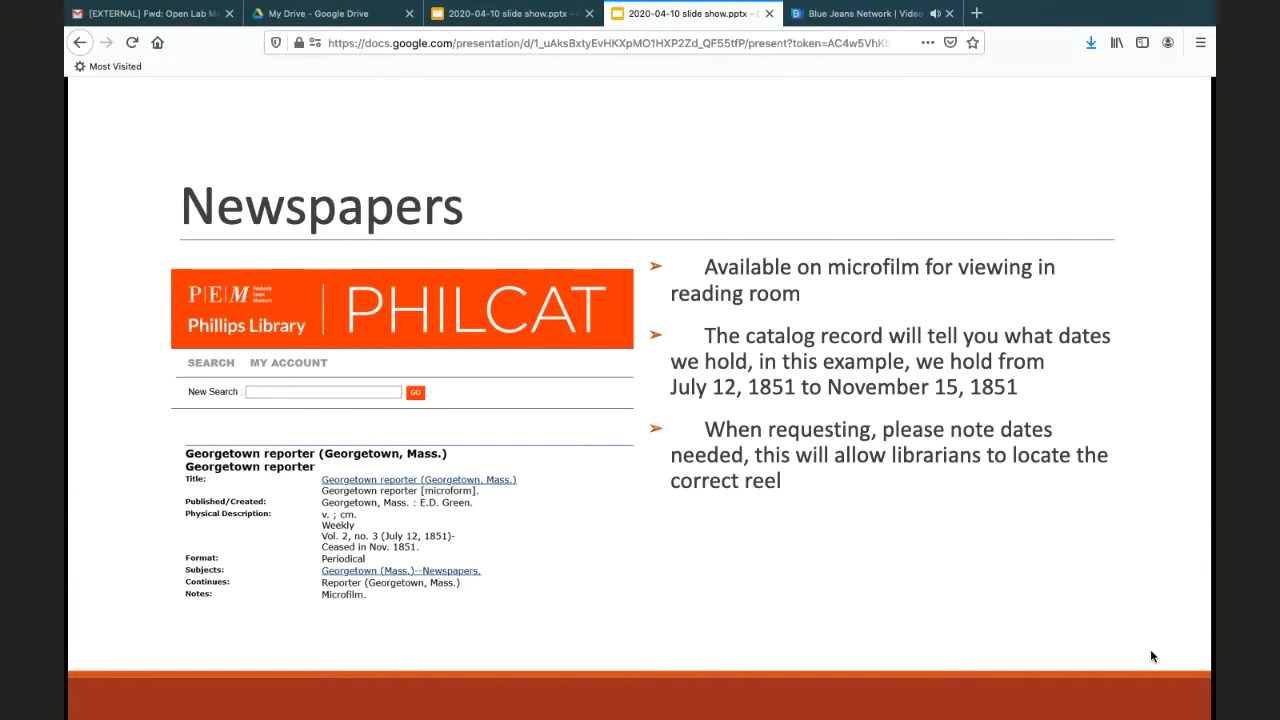 [EXTERNAL] Fwd: Open Lab M
My Drive - Google Drive
2020-04-10 slide show.pptx -
2020-04-10 slide show.pptx -
Blue Jeans Network | Video
https://docs.google.com/presentation/d/1_uAksBxtyEvHKXpMO1HXP2Zd_QF55tfP/present?token=AC4w5VhK
Most Visited
Newspapers
PEM Peabody Essex Museum
Phillips Library
PHILCAT
SEARCH MY ACCOUNT
New Search : GO
Georgetown reporter (Georgetown, Mass.)
Georgetown reporter
Title: Georgetown reporter (Georgetown, Mass.)
Georgetown reporter [microform].
Published/Created: Georgetown, Mass. : E.D. Green.
Physical Description: v. ; cm.
Weekly
Vol. 2, no. 3 (July 12, 1851)-
Ceased in Nov. 1851.
Format: Periodical
Subjects: Georgetown (Mass.)--Newspapers.
Continues: Reporter (Georgetown, Mass.)
Notes: Microfilm.
➢ Available on microfilm for viewing in
reading room
➢ The catalog record will tell you what dates
we hold, in this example, we hold from
July 12, 1851 to November 15, 1851
➢ When requesting, please note dates
needed, this will allow librarians to locate the
correct reel